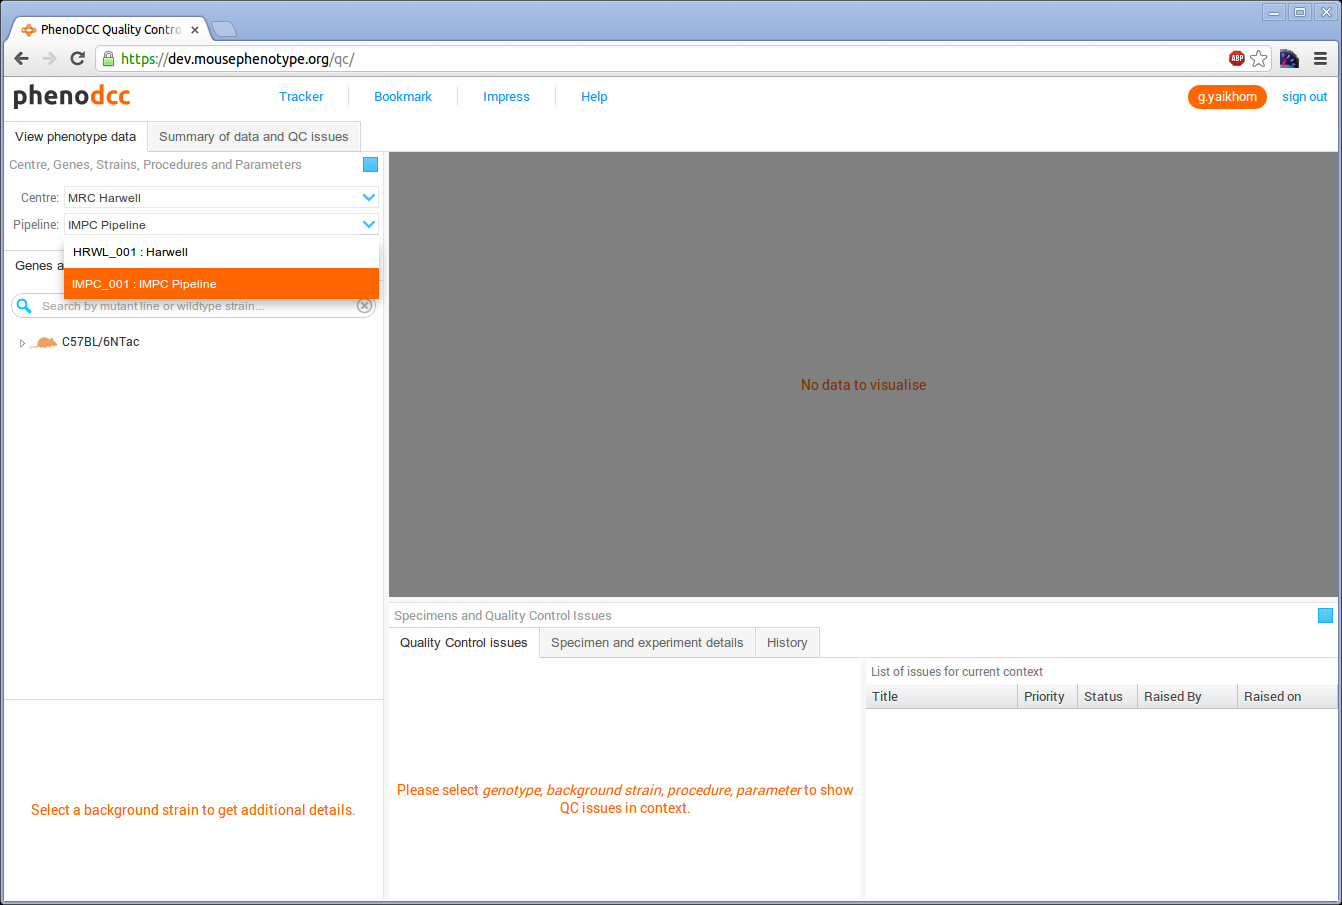 PhenoDCC Quality Contro
https://dev.mousephenotype.org/qc/
ABP
phenodcc
Tracker
Bookmark
Impress
Help
g.yaikhom
sign out
View phenotype data
Summary of data and QC issues
Centre, Genes, Strains, Procedures and Parameters
Centre: MRC Harwell
Pipeline: IMPC Pipeline
HRWL_001 : Harwell
Genes a
IMPC_001 : IMPC Pipeline
Search by mutant line or wildtype strain...
C57BL/6NTac
No data to visualise
Specimens and Quality Control Issues
Quality Control issues
Specimen and experiment details
History
List of issues for current context
Title
Priority
Status
Raised By
Raised on
Please select genotype, background strain, procedure, parameter to show
QC issues in context.
Select a background strain to get additional details.